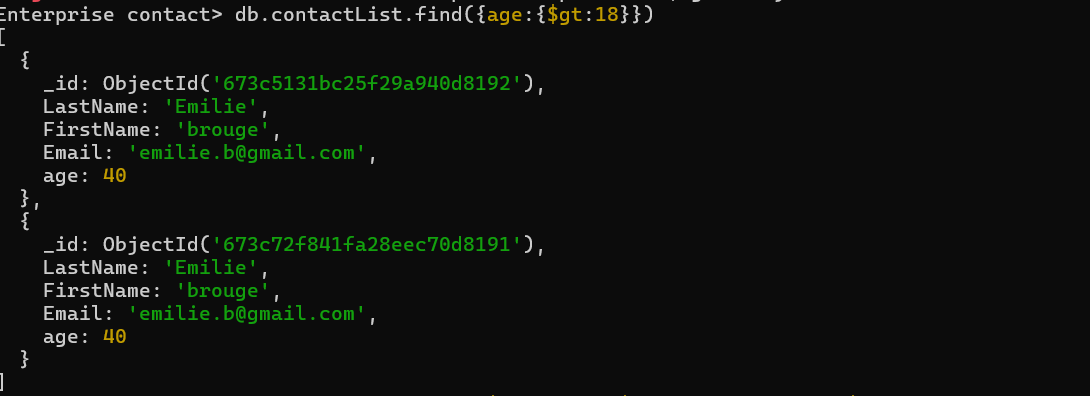 Enterprise contact> db.contactList.find({age:{$gt:18}})
[
  {
    _id: ObjectId('673c5131bc25f29a940d8192'),
    LastName: 'Emilie',
    FirstName: 'brouge',
    Email: 'emilie.b@gmail.com',
    age: 40
  },
  {
    _id: ObjectId('673c72f841fa28eec70d8191'),
    LastName: 'Emilie',
    FirstName: 'brouge',
    Email: 'emilie.b@gmail.com',
    age: 40
  }
]